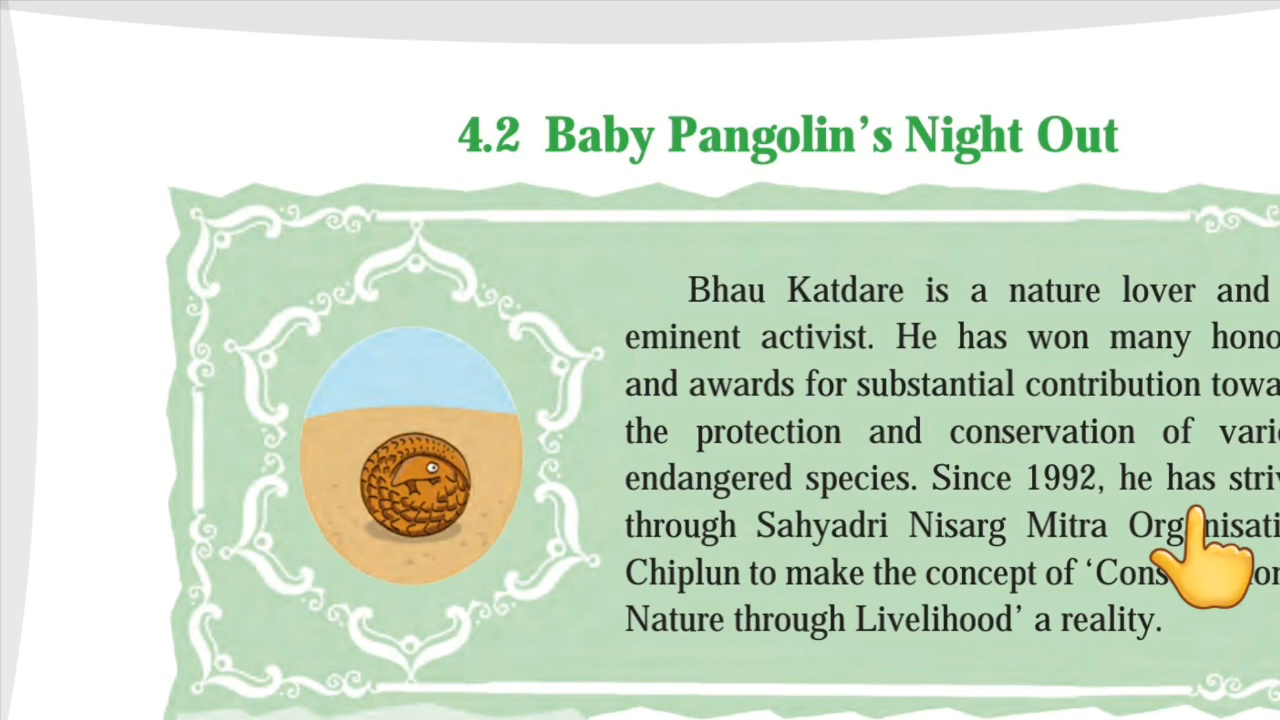 4.2 Baby Pangolin's Night Out
Bhau Katdare is a nature lover and
eminent activist. He has won many
and awards for substantial contribution
the protection and conservation of
endangered species. Since 1992, he has
through Sahyadri Nisarg Mitra
Chiplun to make the concept of
Nature through Livelihood' a reality.